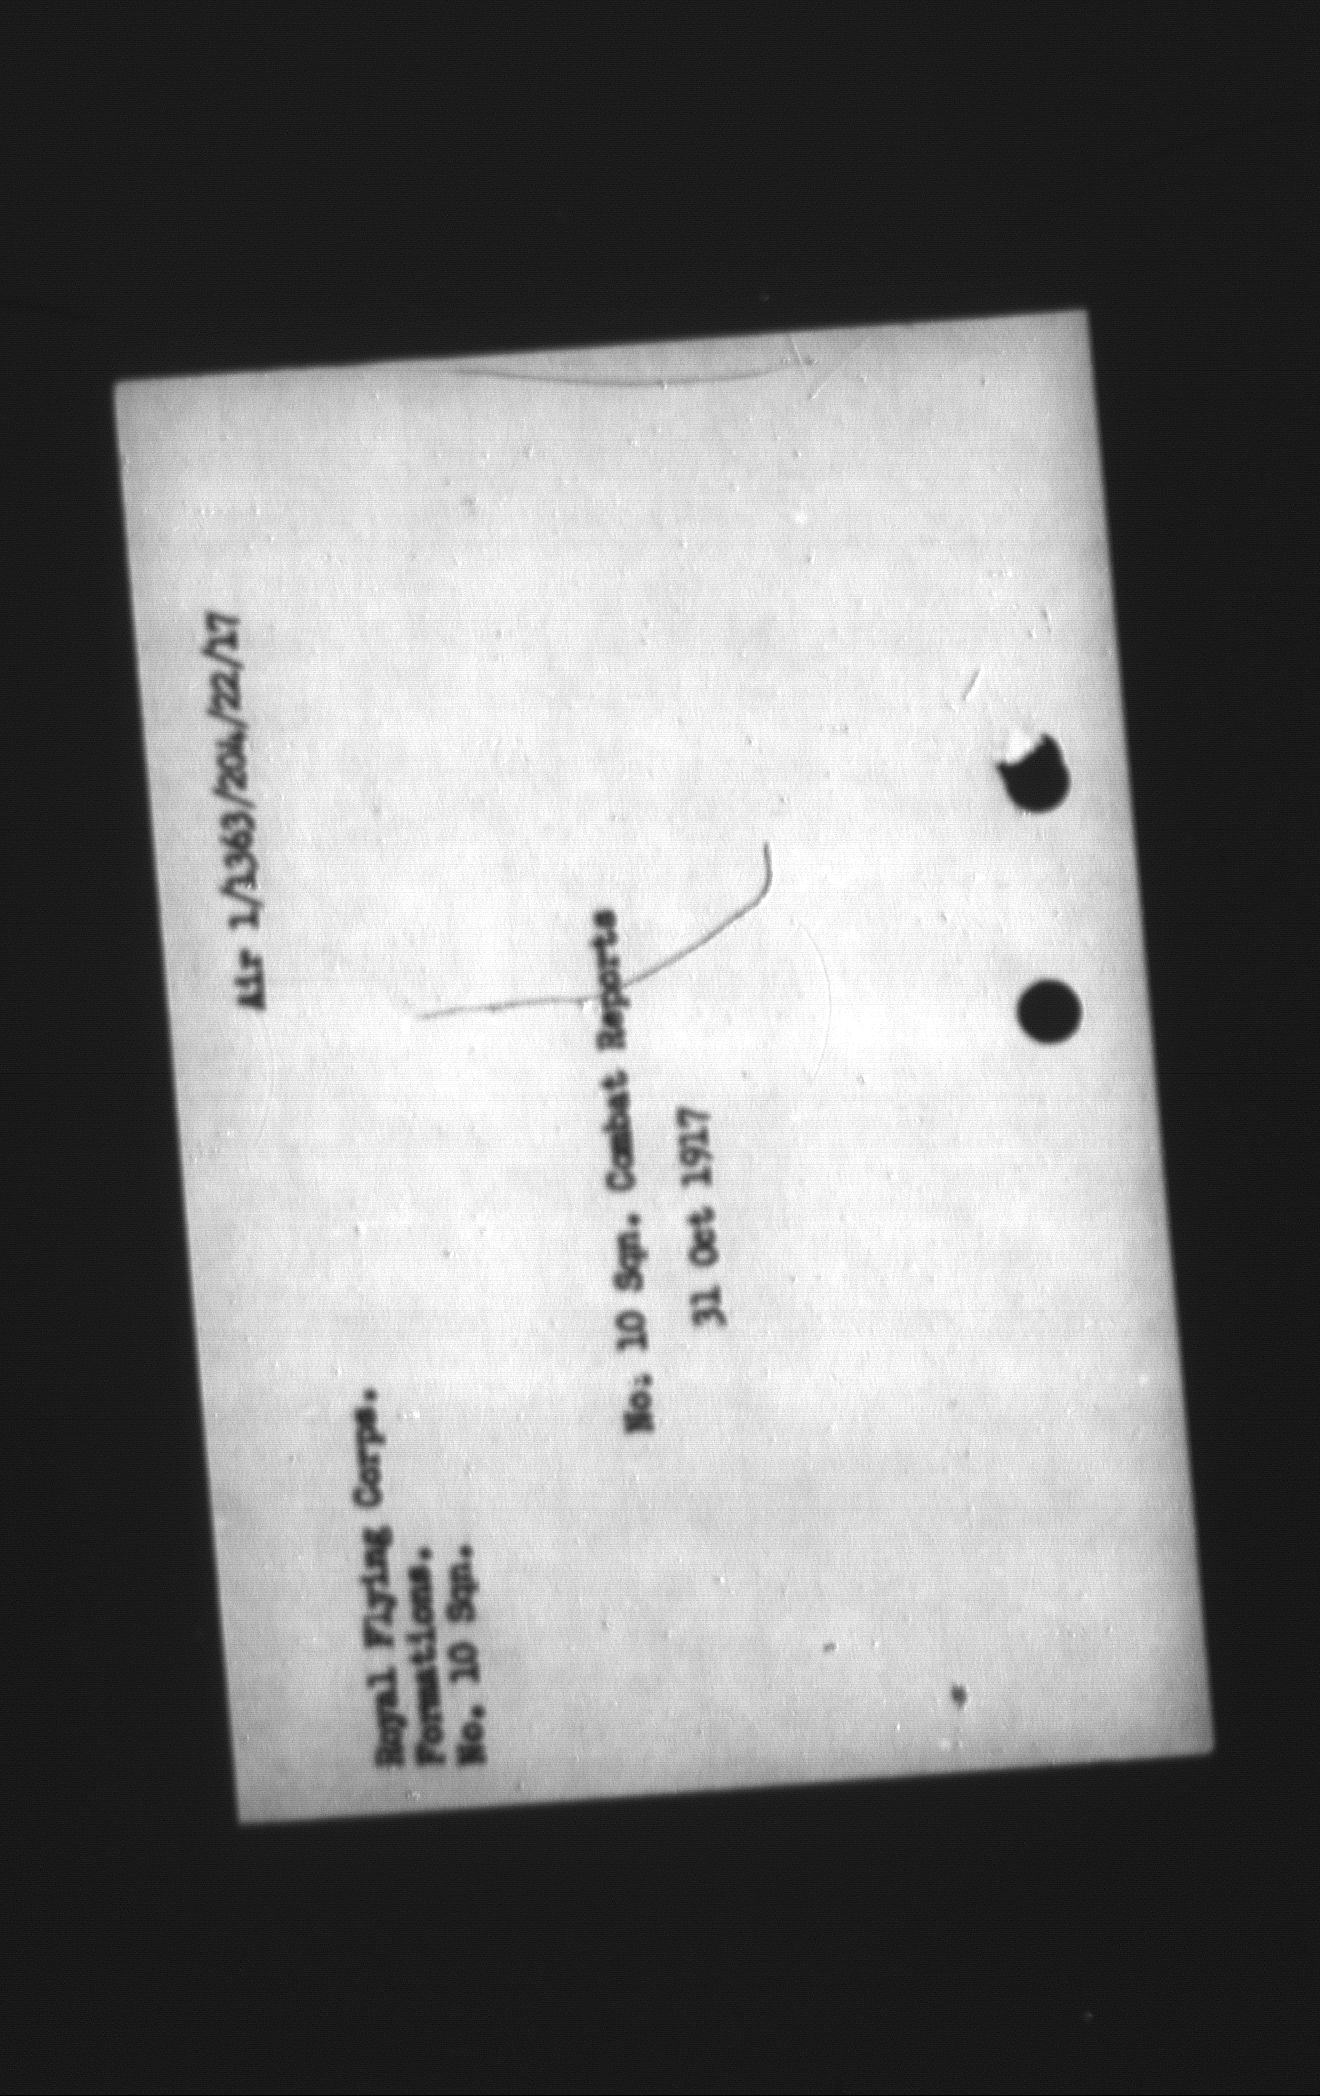 Air 1/1363/204/22/17
Royal Flying Corps.
Formations.
No. 10 Sqn.
No. 10 Sqn. Combat Reports
31 Oct 1917